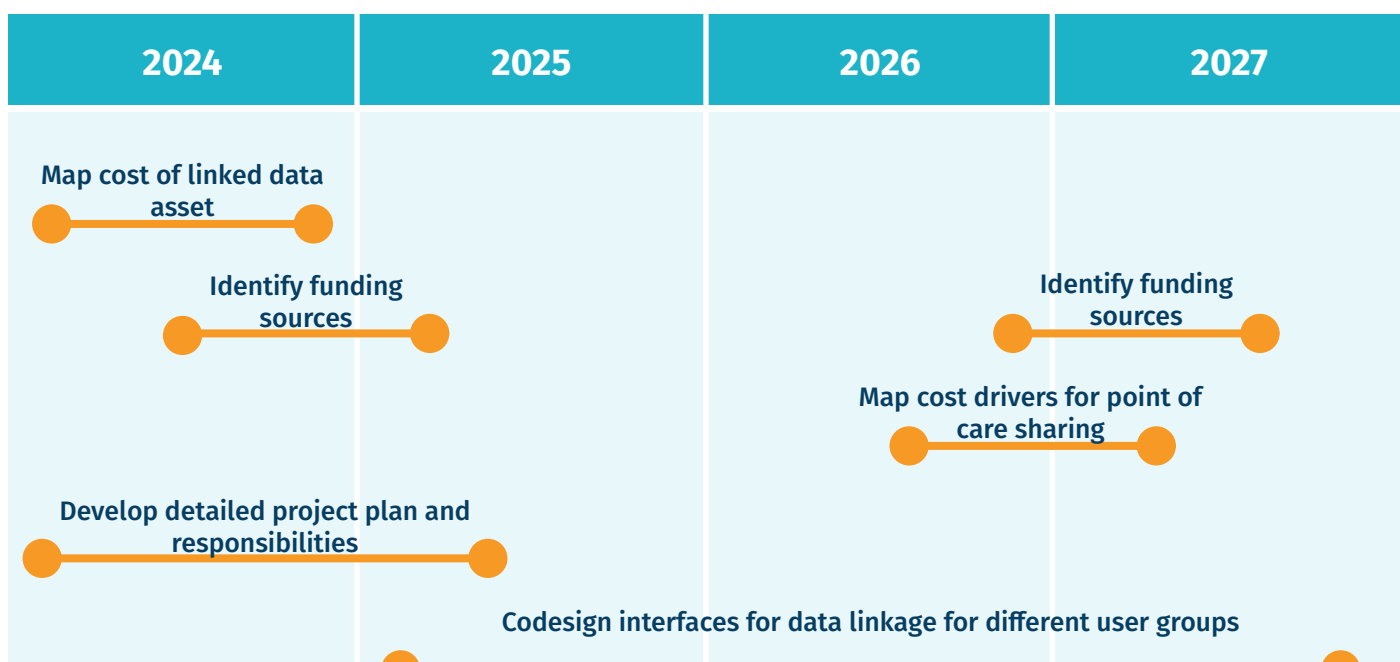 2024
2025
2026
2027
Map cost of linked data
asset
Identify funding
sources
Identify funding
sources
Map cost drivers for point of
care sharing
Develop detailed project plan and
responsibilities
Codesign interfaces for data linkage for different user groups